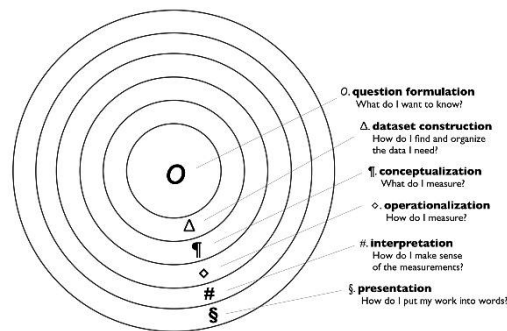 O. question formulation
What do I want to know?
Δ. dataset construction
How do I find and organize
the data I need?
¶. conceptualization
What do I measure?
◇. operationalization
How do I measure?
#. interpretation
How do I make sense
of the measurements?
§. presentation
How do I put my work into words?
O
Δ
¶
◇
#
§